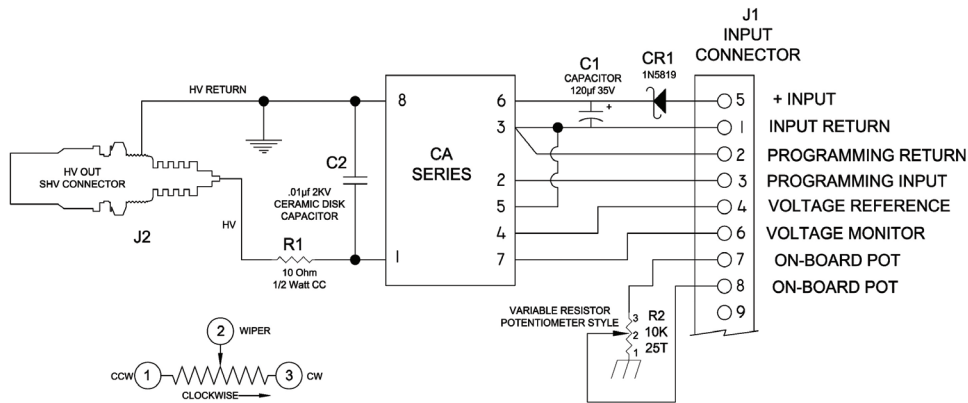 J1
INPUT
CONNECTOR
C1
CAPACITOR
120µf 35V
+
CR1
1N5819
HV RETURN
8
6
5
+ INPUT
3
1
INPUT RETURN
2
PROGRAMMING RETURN
CA
SERIES
2
3
PROGRAMMING INPUT
5
4
VOLTAGE REFERENCE
4
6
VOLTAGE MONITOR
1
7
7
ON-BOARD POT
8
ON-BOARD POT
9
HV OUT
SHV CONNECTOR
J2
HV
C2
.01µf 2KV
CERAMIC DISK
CAPACITOR
R1
10 Ohm
1/2 Watt CC
VARIABLE RESISTOR
POTENTIOMETER STYLE
3
2
1
R2
10K
25T
2
WIPER
CCW
1
3
CW
CLOCKWISE